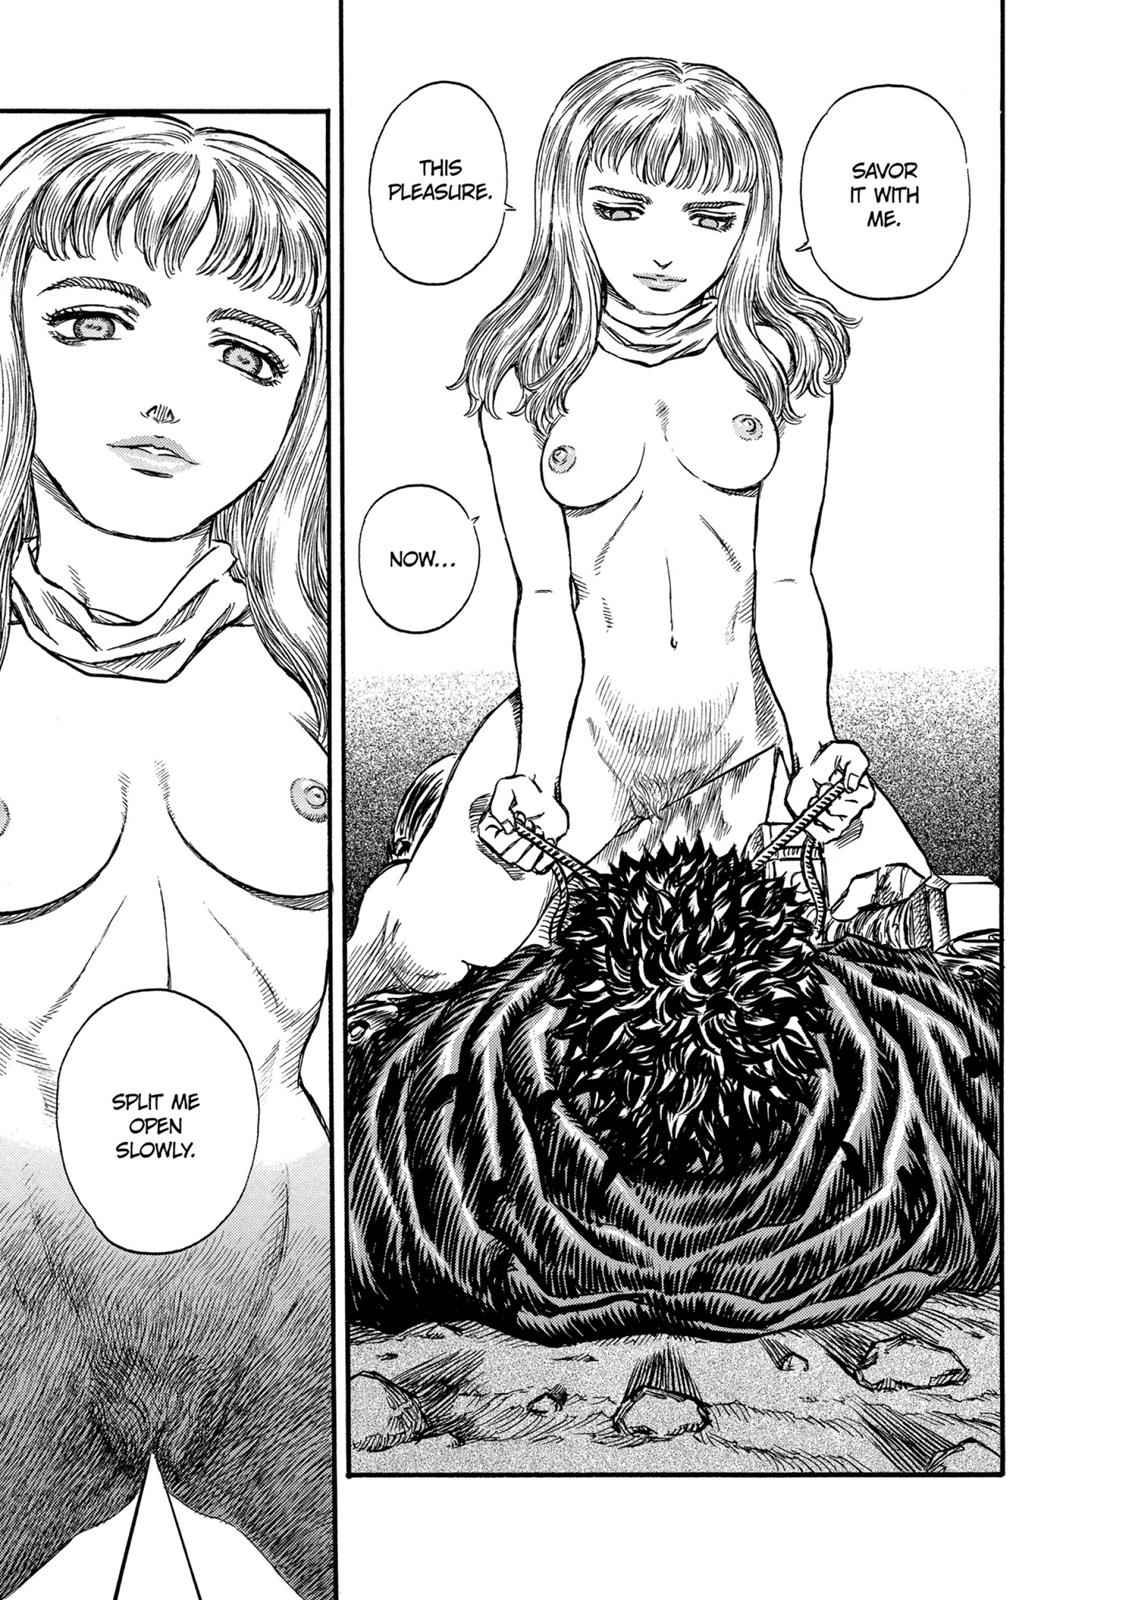 SAVOR
IT WITH
ME.
THIS
PLEASURE.
NOW...
SPLIT ME
OPEN
SLOWLY.